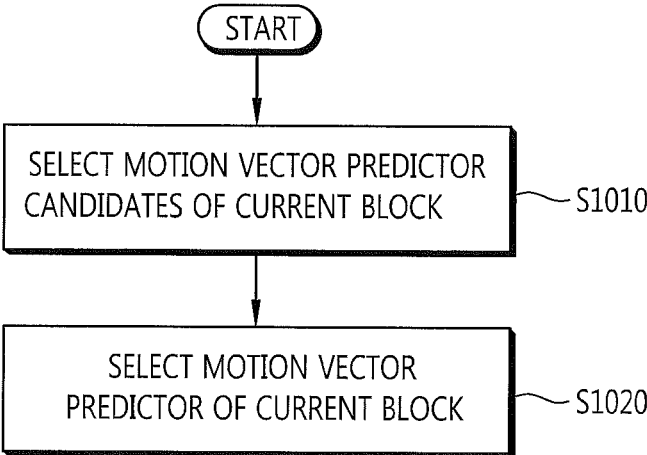 START
SELECT MOTION VECTOR PREDICTOR
CANDIDATES OF CURRENT BLOCK
S1010
SELECT MOTION VECTOR
PREDICTOR OF CURRENT BLOCK
S1020